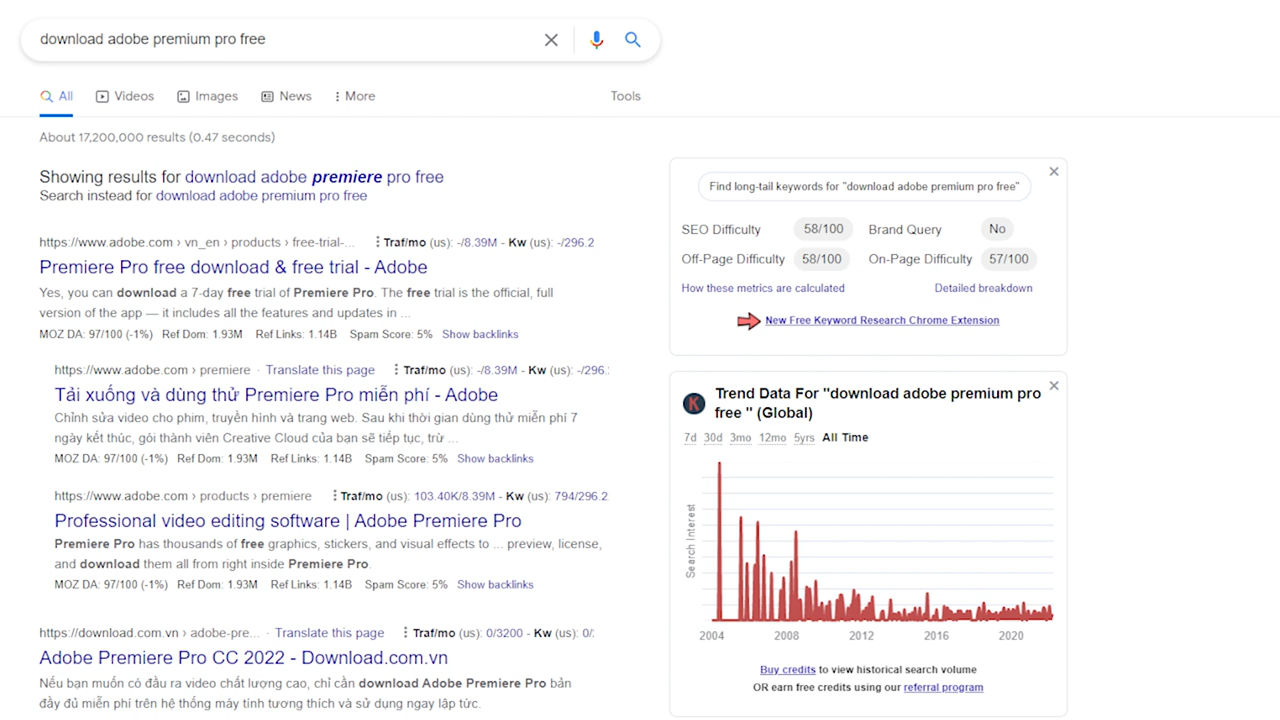 download adobe premium pro free
All
Videos
Images
News
More
Tools
About 17,200,000 results (0.47 seconds)
Showing results for download adobe premiere pro free
Search instead for download adobe premium pro free
https://www.adobe.com › vn_en › products › free-trial-... Traf/mo (us): -/8.39M - Kw (us): -/296.2
Premiere Pro free download & free trial - Adobe
Yes, you can download a 7-day free trial of Premiere Pro. The free trial is the official, full
version of the app — it includes all the features and updates in ...
MOZ DA: 97/100 (-1%) Ref Dom: 1.93M Ref Links: 1.14B Spam Score: 5% Show backlinks
https://www.adobe.com › premiere · Translate this page Traf/mo (us): -/8.39M - Kw (us): -/296.
Tải xuống và dùng thử Premiere Pro miễn phí - Adobe
Chỉnh sửa video cho phim, truyền hình và trang web. Sau khi thời gian dùng thử miễn phí 7
ngày kết thúc, gói thành viên Creative Cloud của bạn sẽ tiếp tục, trừ ...
MOZ DA: 97/100 (-1%) Ref Dom: 1.93M Ref Links: 1.14B Spam Score: 5% Show backlinks
https://www.adobe.com › products › premiere Traf/mo (us): 103.40K/8.39M - Kw (us): 794/296.2
Professional video editing software | Adobe Premiere Pro
Premiere Pro has thousands of free graphics, stickers, and visual effects to ... preview, license,
and download them all from right inside Premiere Pro.
MOZ DA: 97/100 (-1%) Ref Dom: 1.93M Ref Links: 1.14B Spam Score: 5% Show backlinks
https://download.com.vn › adobe-pre... · Translate this page Traf/mo (us): 0/3200 - Kw (us): 0/.
Adobe Premiere Pro CC 2022 - Download.com.vn
Nếu bạn muốn có đầu ra video chất lượng cao, chỉ cần download Adobe Premiere Pro bản
đầy đủ miễn phí trên hệ thống máy tính tương thích và sử dụng ngay lập tức.
Find long-tail keywords for "download adobe premium pro free"
SEO Difficulty 58/100 Brand Query No
Off-Page Difficulty 58/100 On-Page Difficulty 57/100
How these metrics are calculated Detailed breakdown
New Free Keyword Research Chrome Extension
K
Trend Data For "download adobe premium pro
free " (Global)
7d 30d 3mo 12mo 5yrs All Time
Search Interest
2004 2008 2012 2016 2020
Buy credits to view historical search volume
OR earn free credits using our referral program